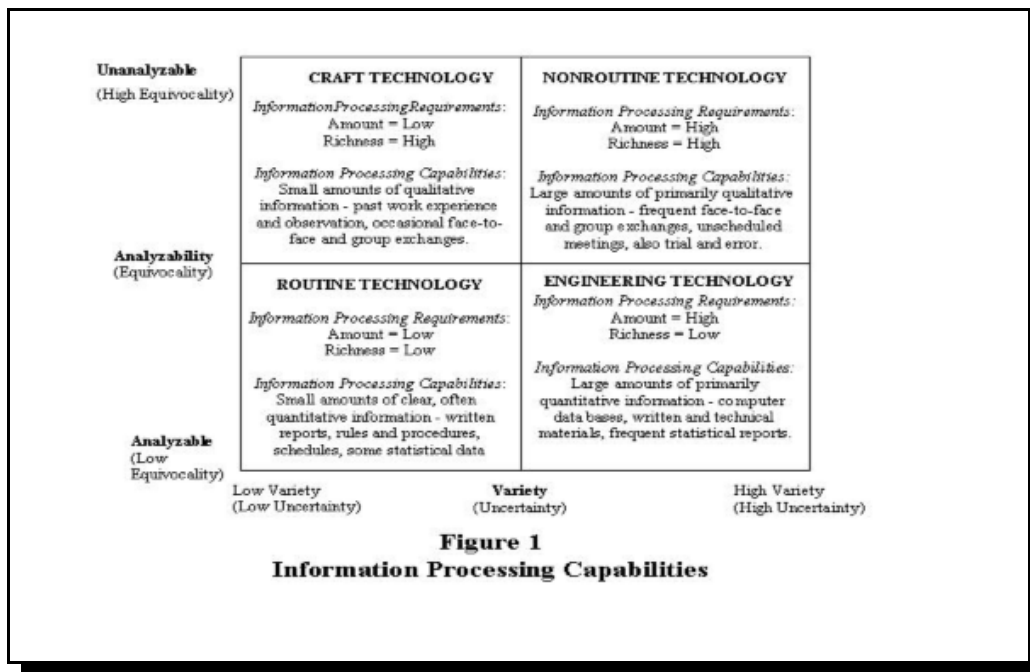 Unanalyzable
(High Equivocality)
CRAFT TECHNOLOGY
InformationProcessingRequirements:
Amount = Low
Richness = High
Information Processing Capabilities:
Small amounts of qualitative
information - past work experience
and observation, occasional face-to-
face and group exchanges.
NONROUTINE TECHNOLOGY
Information Processing Requirements:
Amount = High
Richness = High
Information Processing Capabilities:
Large amounts of primarily qualitative
information - frequent face-to-face
and group exchanges, unscheduled
meetings, also trial and error.
Analyzability
(Equivocality)
ROUTINE TECHNOLOGY
Information Processing Requirements:
Amount = Low
Richness = Low
Information Processing Capabilities:
Small amounts of clear, often
quantitative information - written
reports, rules and procedures,
schedules, some statistical data
ENGINEERING TECHNOLOGY
Information Processing Requirements:
Amount = High
Richness = Low
Information Processing Capabilities:
Large amounts of primarily
quantitative information - computer
data bases, written and technical
materials, frequent statistical reports.
Analyzable
(Low
Equivocality)
Low Variety
(Low Uncertainty)
Variety
(Uncertainty)
High Variety
(High Uncertainty)
Figure 1
Information Processing Capabilities